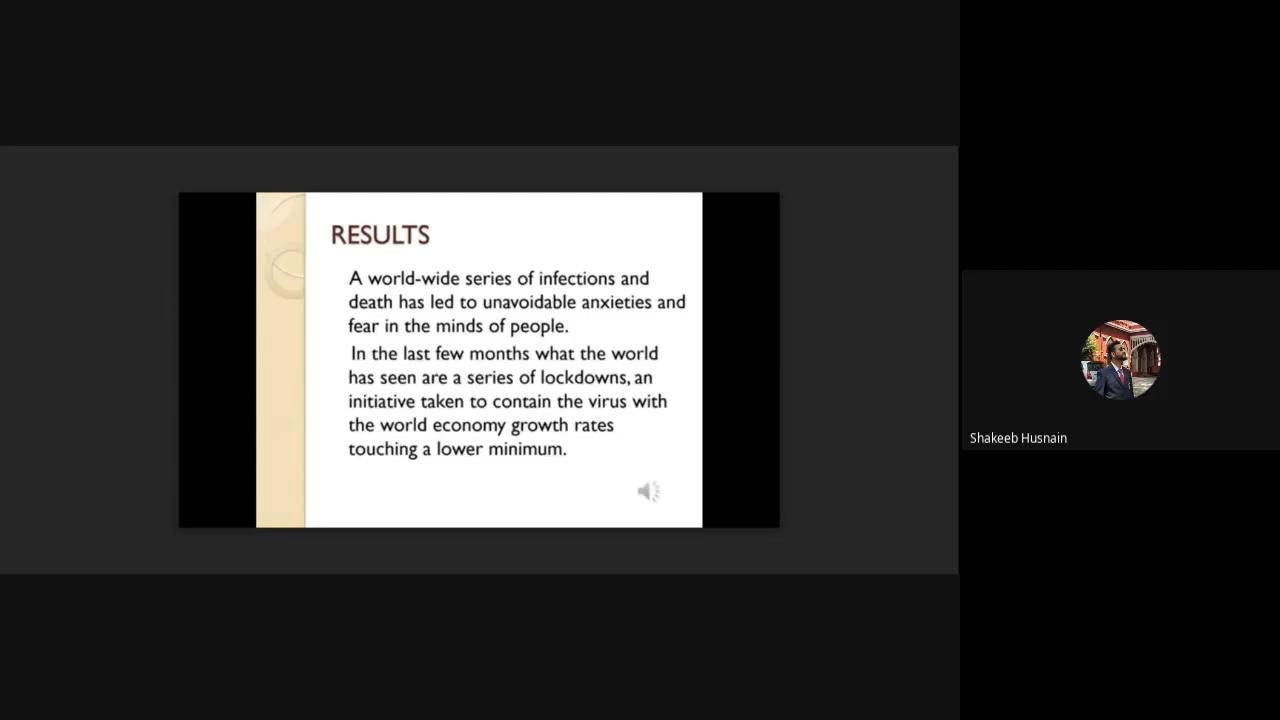 RESULTS
A world-wide series of infections and
death has led to unavoidable anxieties and
fear in the minds of people.
In the last few months what the world
has seen are a series of lockdowns, an
initiative taken to contain the virus with
the world economy growth rates
touching a lower minimum.
Shakeeb Husnain